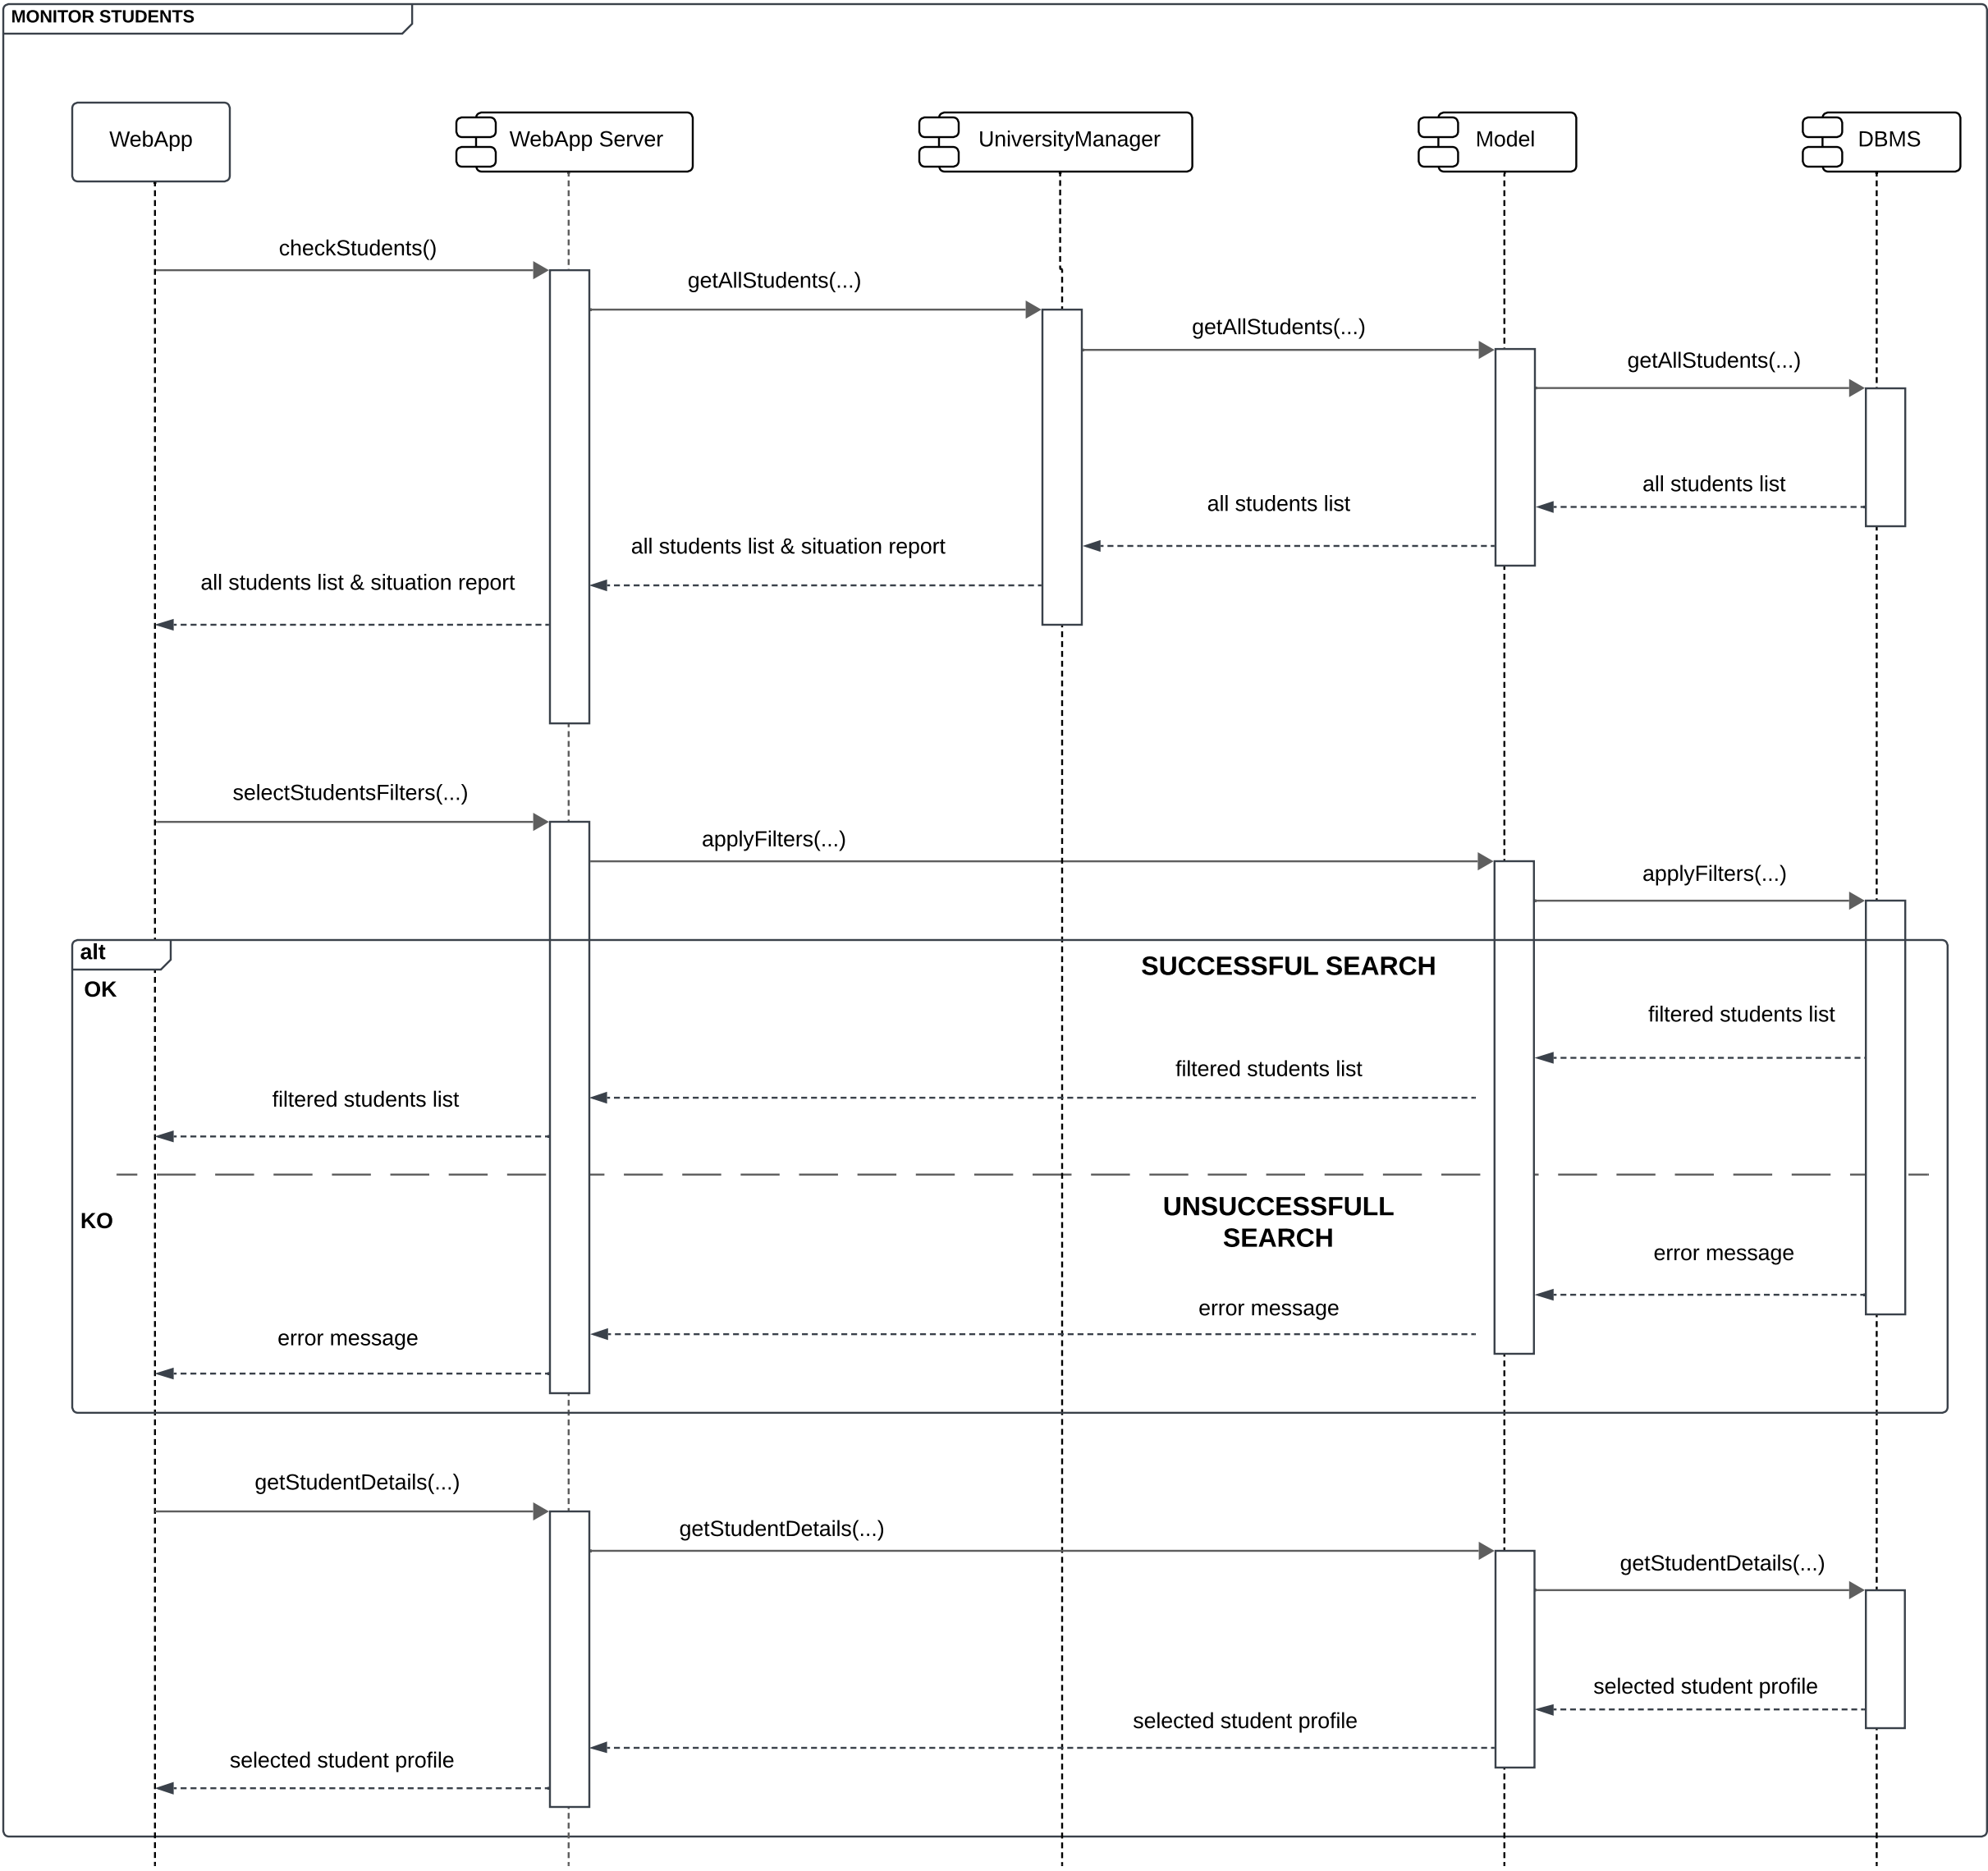 MONITOR STUDENTS
WebApp
WebApp Server
UniversityManager
Model
DBMS
checkStudents()
getAllStudents(...)
getAllStudents(...)
getAllStudents(...)
all students list
all students list
all students list & situation report
all students list & situation report
selectStudentsFilters(...)
applyFilters(...)
applyFilters(...)
alt
OK
SUCCESSFUL SEARCH
filtered students list
filtered students list
filtered students list
KO
UNSUCCESSFULL
SEARCH
error message
error message
error message
getStudentDetails(...)
getStudentDetails(...)
getStudentDetails(...)
selected student profile
selected student profile
selected student profile